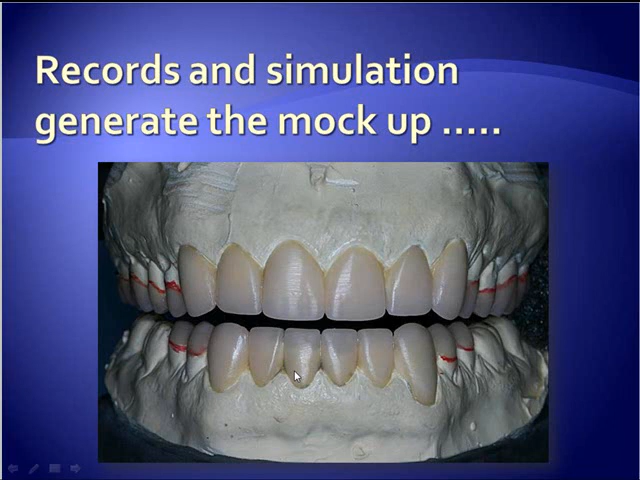 Records and simulation
generate the mock up .....